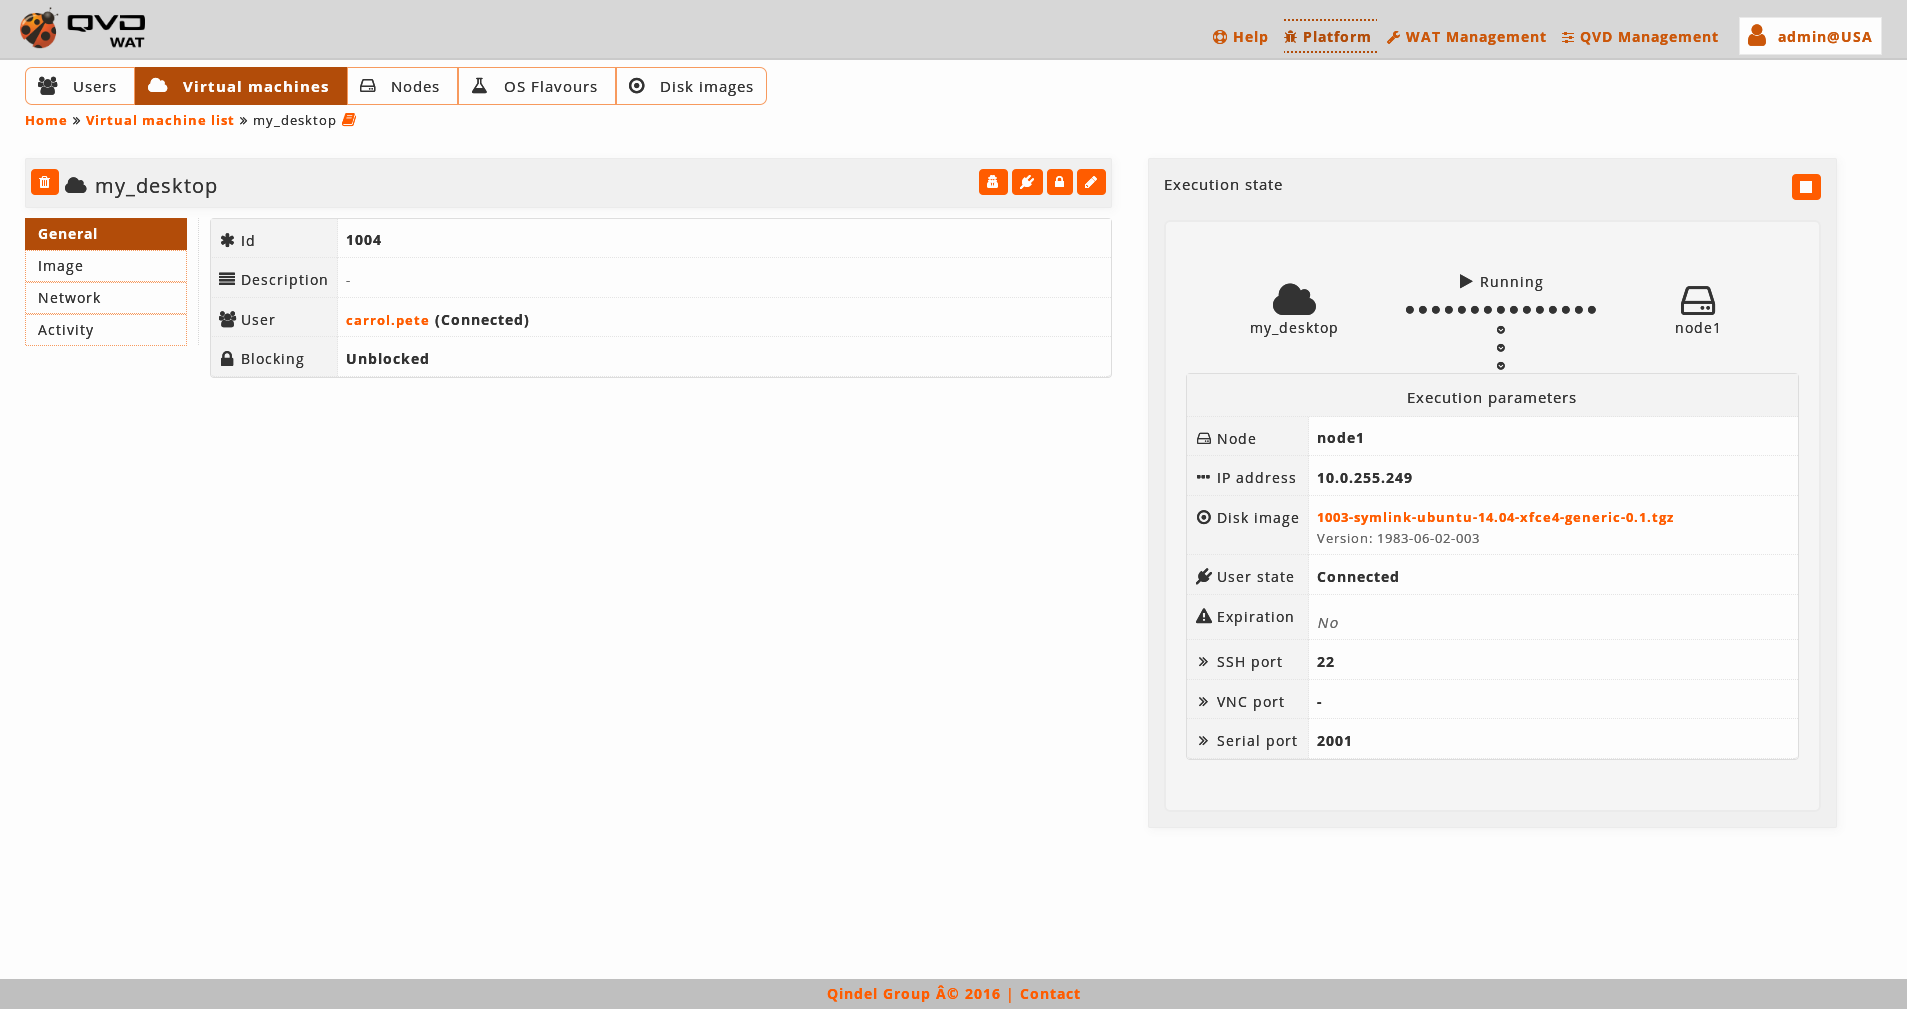 QVD
WAT
Help
Platform
WAT Management
QVD Management
admin@USA
Users
Virtual machines
Nodes
OS Flavours
Disk images
Home » Virtual machine list » my_desktop
my_desktop
General
Image
Network
Activity
Id 1004
Description -
User carrol.pete (Connected)
Blocking Unblocked
Execution state
Running
my_desktop
node1
Execution parameters
Node node1
IP address 10.0.255.249
Disk image 1003-symlink-ubuntu-14.04-xfce4-generic-0.1.tgz
Version: 1983-06-02-003
User state Connected
Expiration No
SSH port 22
VNC port -
Serial port 2001
Qindel Group Â© 2016 | Contact